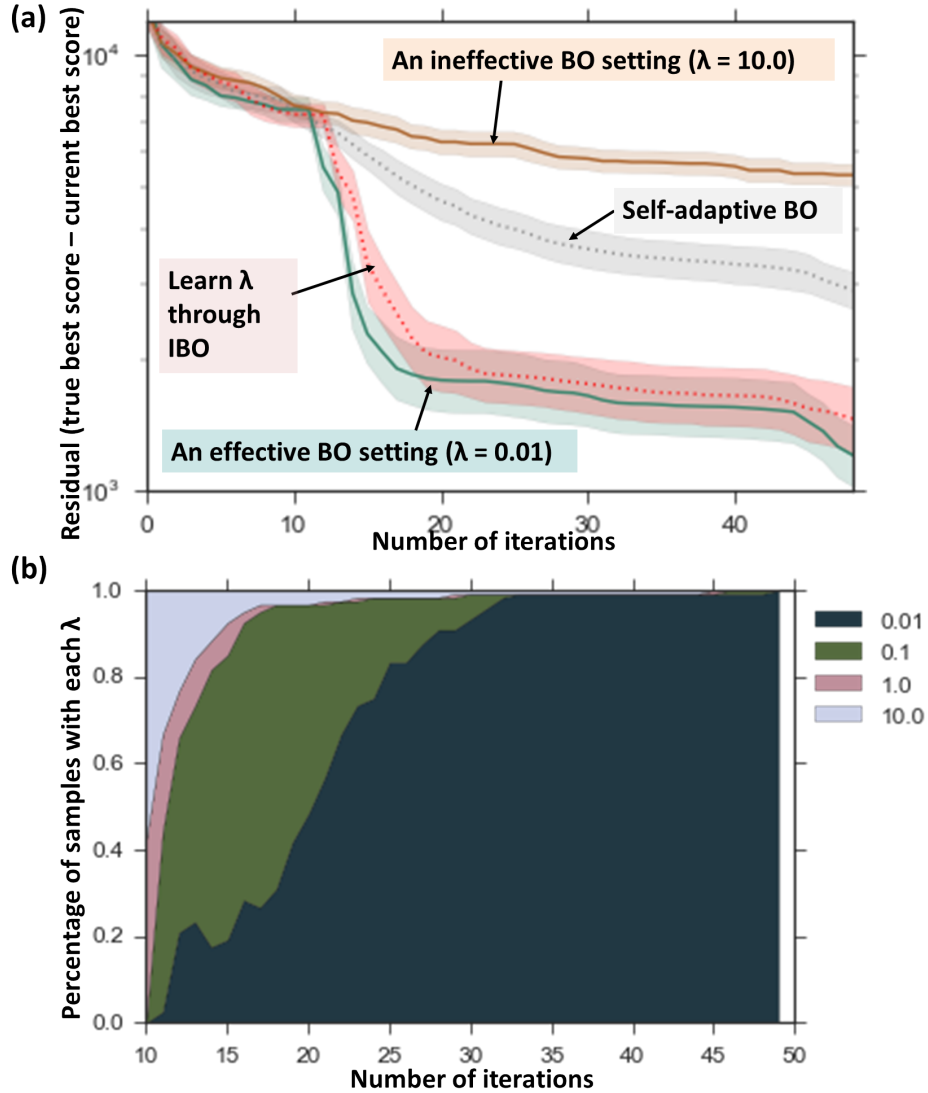 (a)
Residual (true best score – current best score)
10⁴
10³
An ineffective BO setting (λ = 10.0)
Self-adaptive BO
Learn λ
through
IBO
An effective BO setting (λ = 0.01)
0 10 20 30 40
Number of iterations
(b)
Percentage of samples with each λ
1.0
0.8
0.6
0.4
0.2
0.0
0.01
0.1
1.0
10.0
10 15 20 25 30 35 40 45 50
Number of iterations